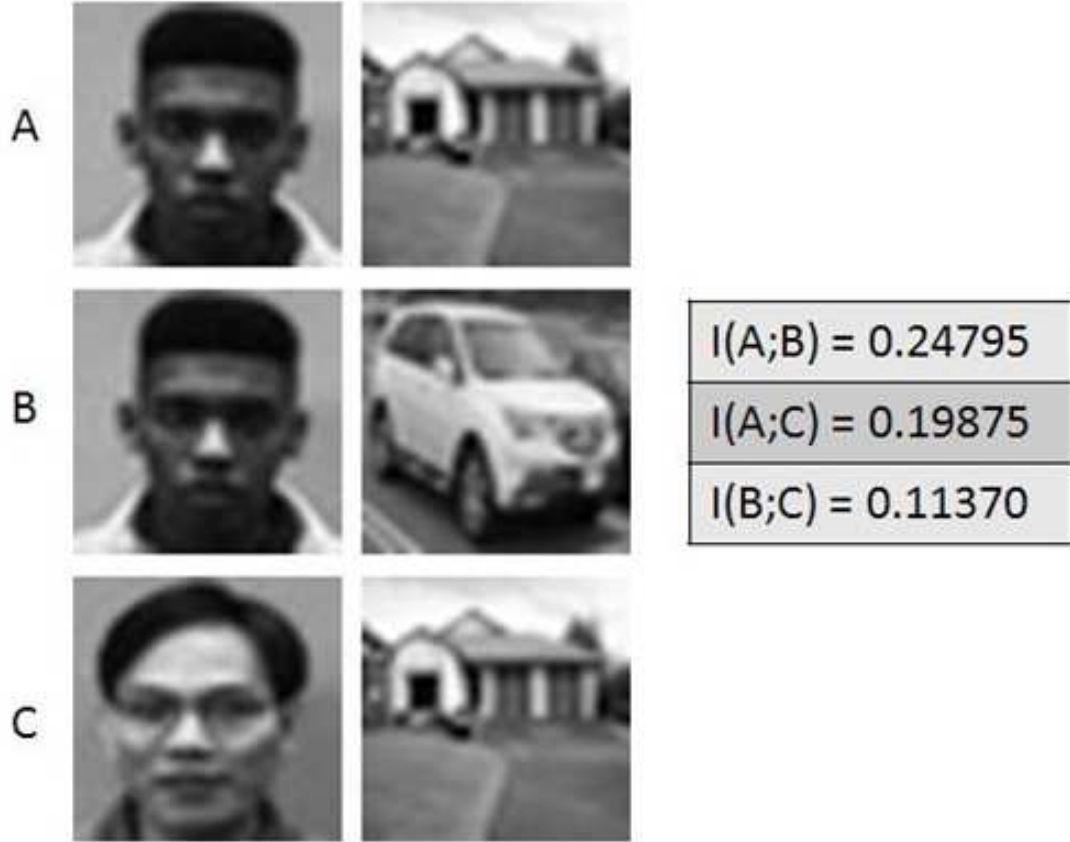 A
B
I(A;B) = 0.24795
I(A;C) = 0.19875
I(B;C) = 0.11370
C